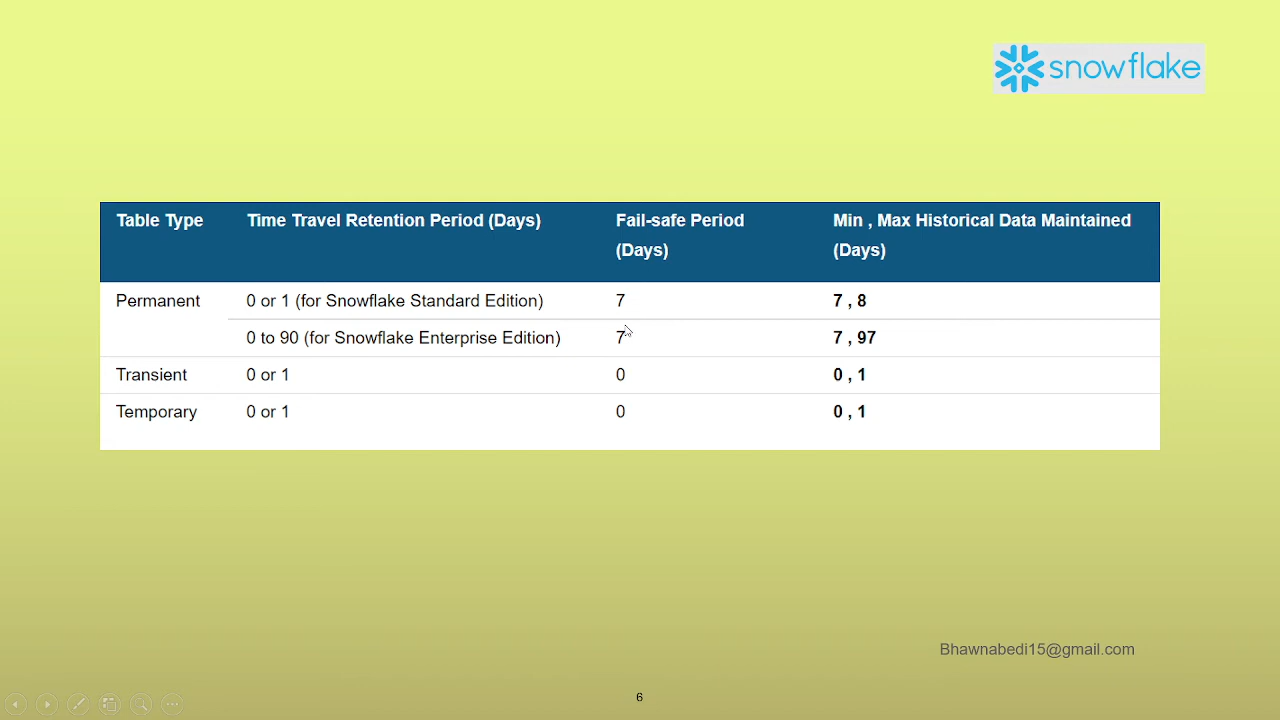 snowflake
Table Type Time Travel Retention Period (Days) Fail-safe Period (Days) Min , Max Historical Data Maintained (Days)
Permanent 0 or 1 (for Snowflake Standard Edition) 7 7 , 8
0 to 90 (for Snowflake Enterprise Edition) 7 7 , 97
Transient 0 or 1 0 0 , 1
Temporary 0 or 1 0 0 , 1
Bhawnabedi15@gmail.com
6